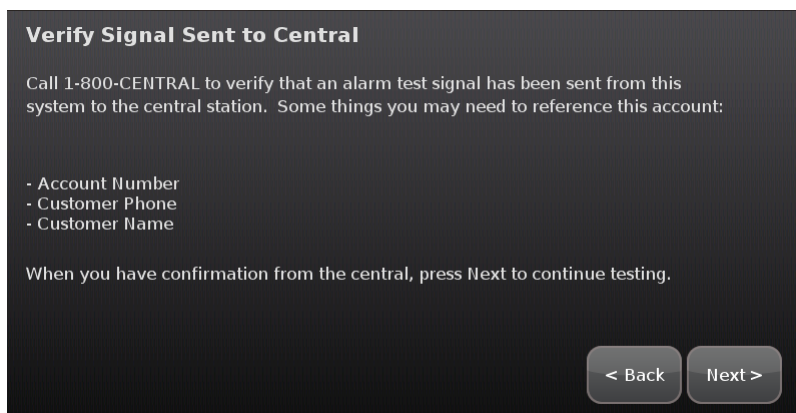 Verify Signal Sent to Central
Call 1-800-CENTRAL to verify that an alarm test signal has been sent from this
system to the central station.  Some things you may need to reference this account:
- Account Number
- Customer Phone
- Customer Name
When you have confirmation from the central, press Next to continue testing.
< Back
Next >